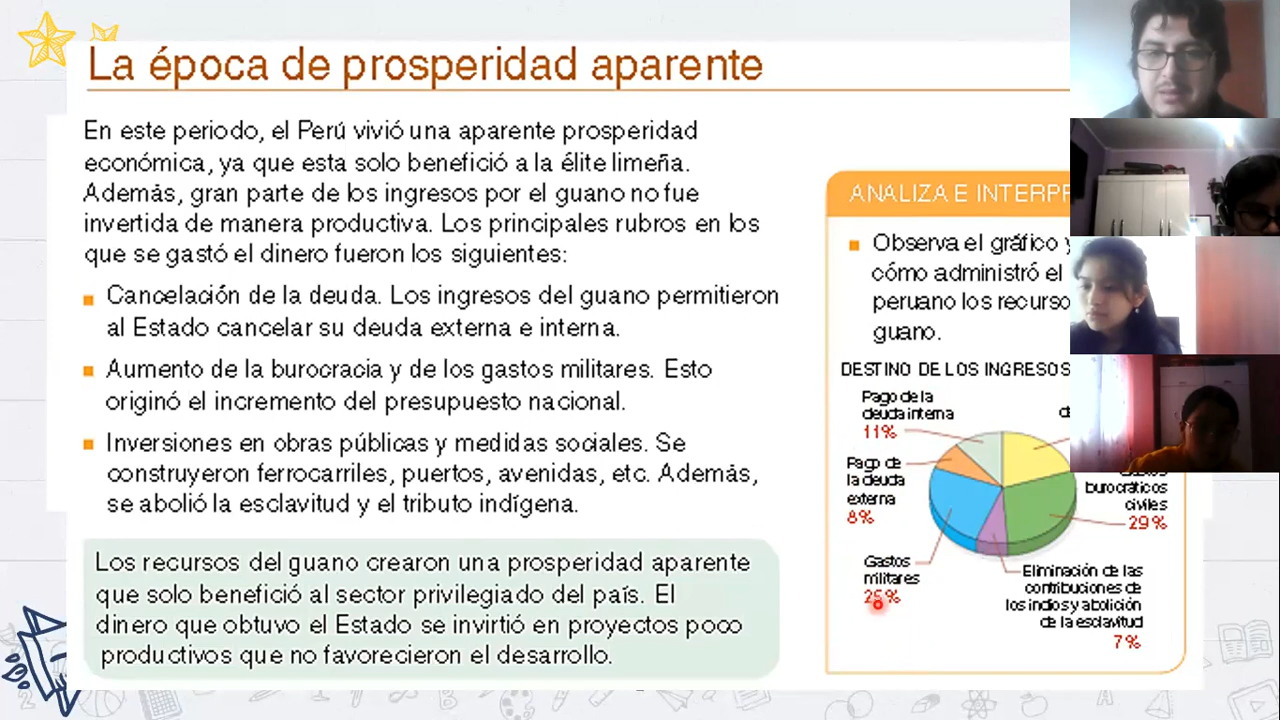 La época de prosperidad aparente
En este periodo, el Perú vivió una aparente prosperidad
económica, ya que esta solo benefició a la élite limeña.
Además, gran parte de los ingresos por el guano no fue
invertida de manera productiva. Los principales rubros en los
que se gastó el dinero fueron los siguientes:
Cancelación de la deuda. Los ingresos del guano permitieron
al Estado cancelar su deuda externa e interna.
Aumento de la burocracia y de los gastos militares. Esto
originó el incremento del presupuesto nacional.
Inversiones en obras públicas y medidas sociales. Se
construyeron ferrocarriles, puertos, avenidas, etc. Además,
se abolió la esclavitud y el tributo indígena.
Los recursos del guano crearon una prosperidad aparente
que solo benefició al sector privilegiado del país. El
dinero que obtuvo el Estado se invirtió en proyectos poco
productivos que no favorecieron el desarrollo.
ANALIZA E
Observa el gráfico y
cómo administró el
peruano los
guano.
DESTINO DE LOS INGRESOS
Pago de la
deuda interna
11%
Pago de
la deuda
externa
8%
Gastos
militares
25%
Gastos
burocráticos
civiles
29%
Eliminación de las
contribuciones de
los indios y abolición
de la esclavitud
7%